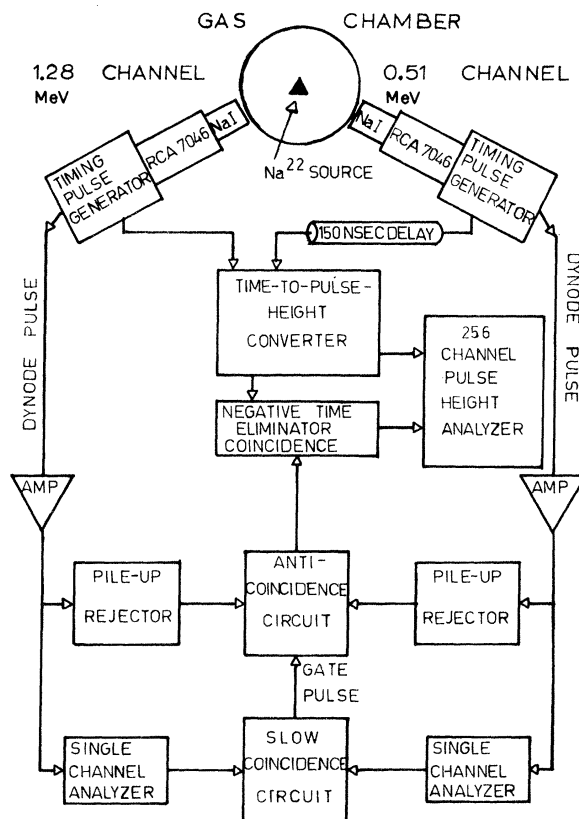 GAS CHAMBER
1.28 CHANNEL
MeV
0.51 CHANNEL
MeV
NaI
RCA 7046
TIMING
PULSE
GENERATOR
Na22 SOURCE
NaI
RCA 7046
TIMING
PULSE
GENERATOR
150 NSEC DELAY
DYNODE PULSE
DYNODE PULSE
TIME-TO-PULSE-
HEIGHT
CONVERTER
256
CHANNEL
PULSE
HEIGHT
ANALYZER
NEGATIVE TIME
ELIMINATOR
COINCIDENCE
AMP
AMP
PILE-UP
REJECTOR
ANTI-
COINCIDENCE
CIRCUIT
PILE-UP
REJECTOR
GATE
PULSE
SINGLE
CHANNEL
ANALYZER
SLOW
COINCIDENCE
CIRCUIT
SINGLE
CHANNEL
ANALYZER